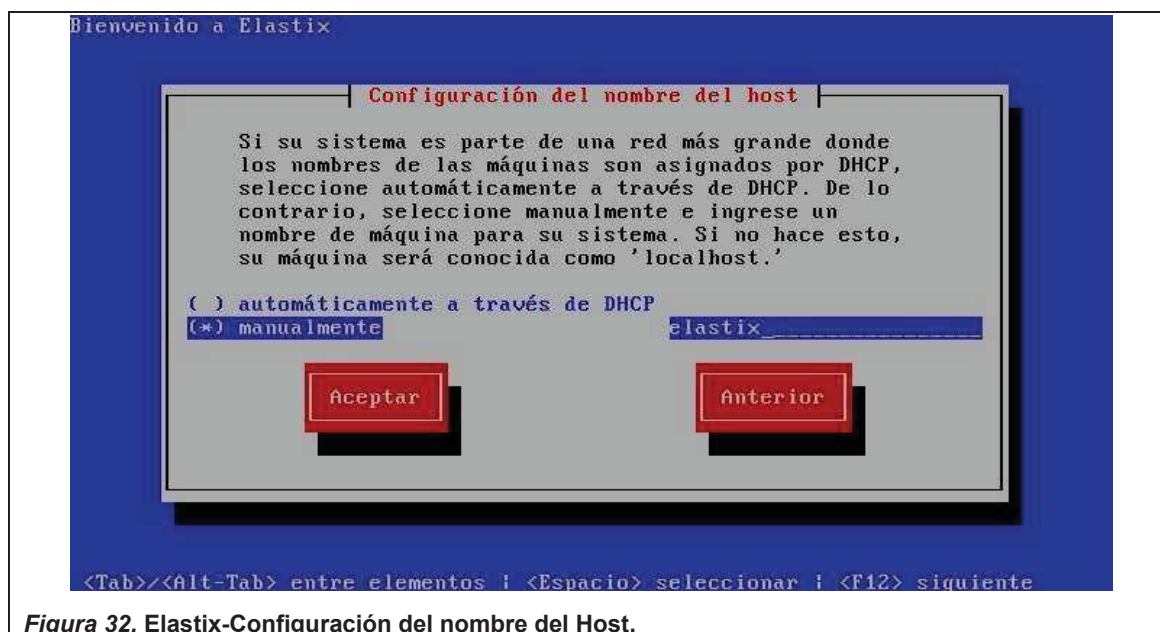 Bienvenido a Elastix
Configuración del nombre del host
Si su sistema es parte de una red más grande donde
los nombres de las máquinas son asignados por DHCP,
seleccione automáticamente a través de DHCP. De lo
contrario, seleccione manualmente e ingrese un
nombre de máquina para su sistema. Si no hace esto,
su máquina será conocida como 'localhost.'
( ) automáticamente a través de DHCP
(*) manualmente elastix
Aceptar Anterior
<Tab>/<Alt-Tab> entre elementos | <Espacio> seleccionar | <F12> siguiente
Figura 32. Elastix-Configuración del nombre del Host.